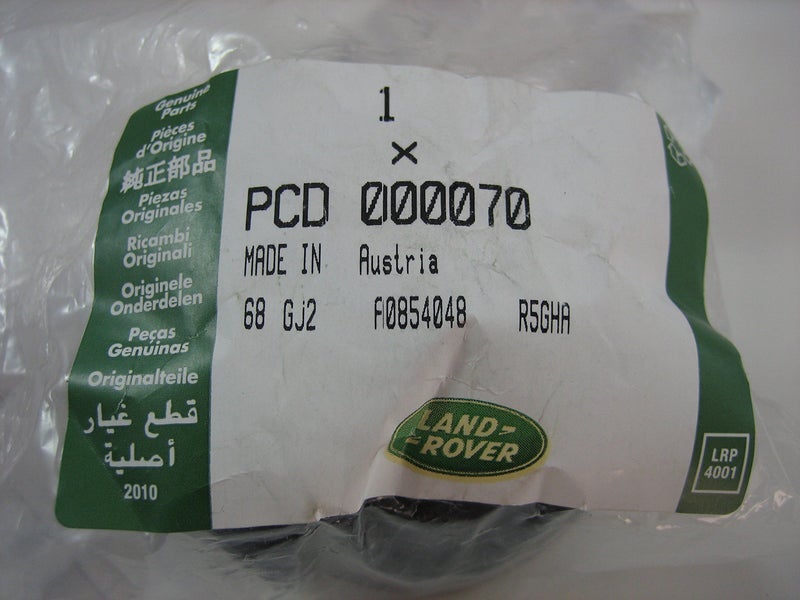 Genuine
Parts
Pièces
d'Origine
純正部品
Piezas
Originales
Ricambi
Originali
Originele
Onderdelen
Peças
Genuínas
Originalteile
قطع غيار
أصلية
2010
1
×
PCD 000070
MADE IN Austria
68 GJ2 A0854048 R5GHA
LAND-
ROVER
LRP
4001